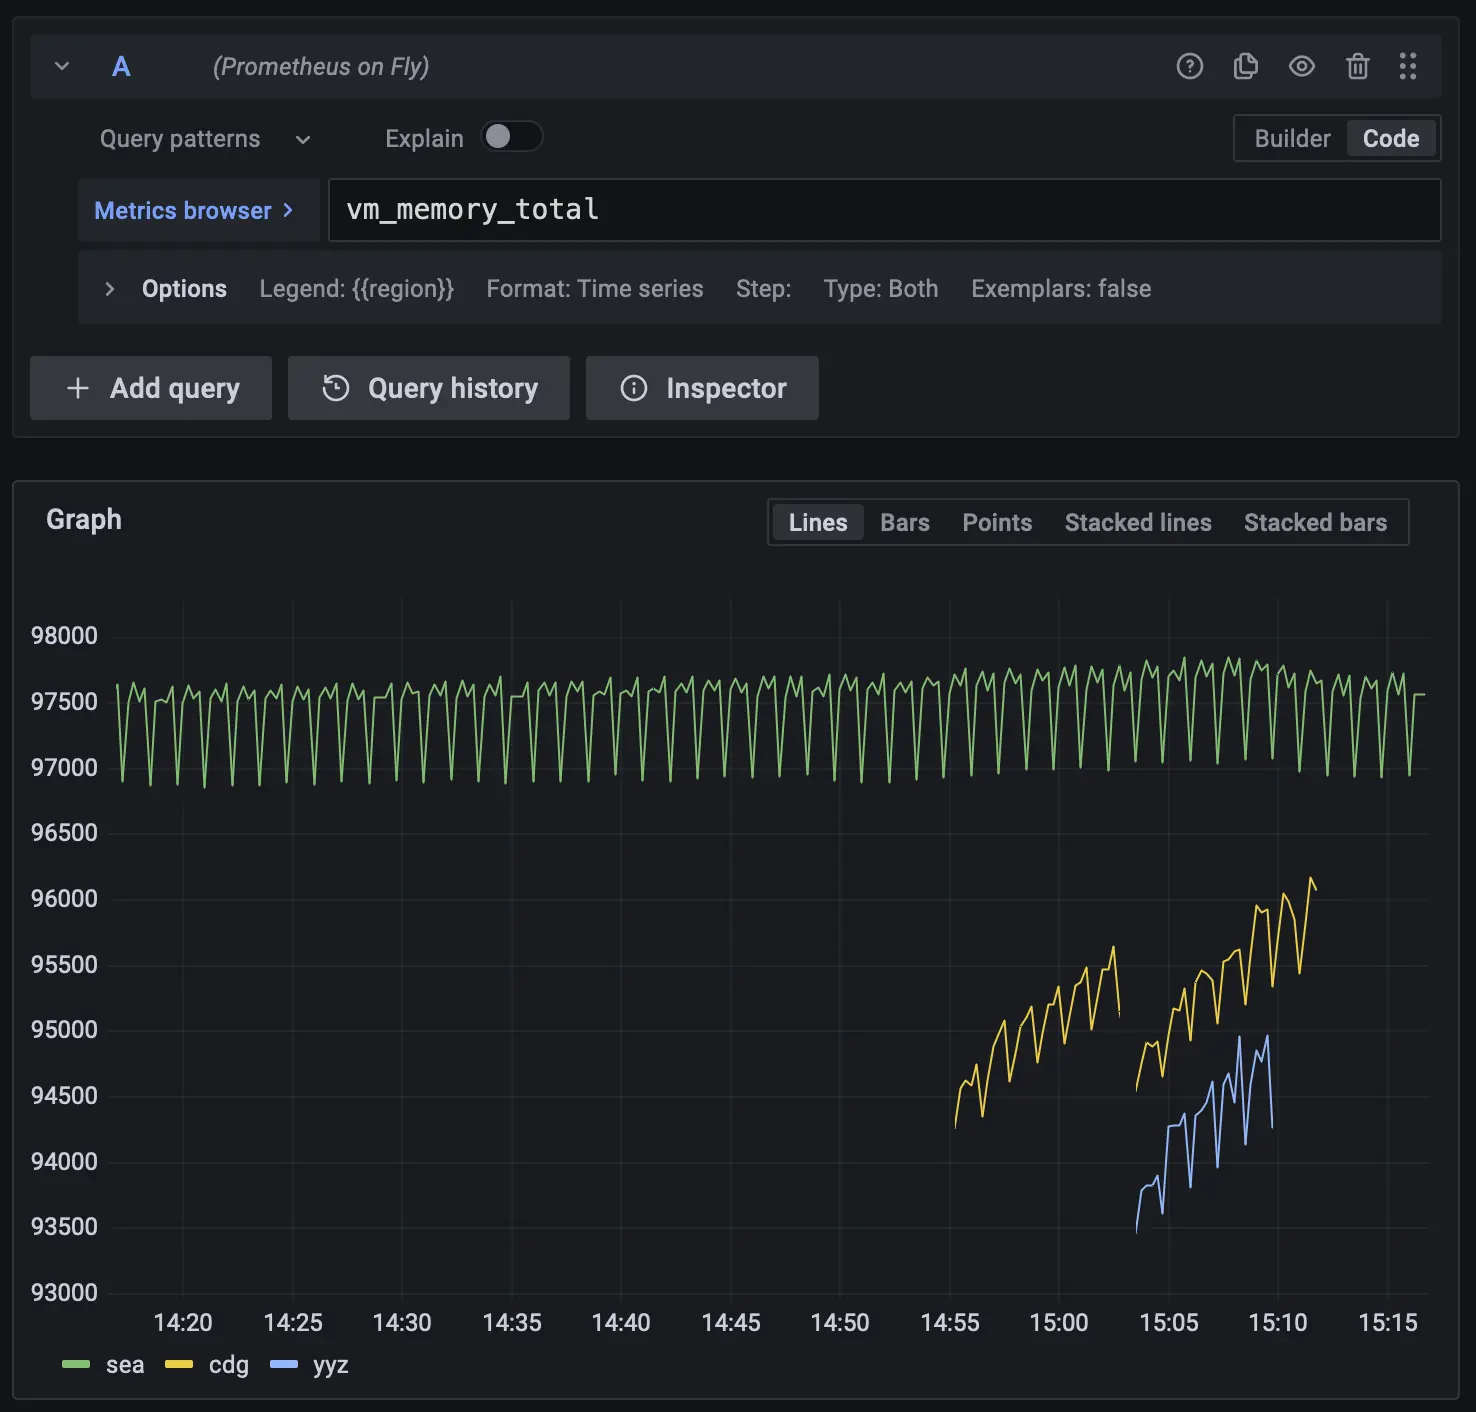 A (Prometheus on Fly)
Query patterns Explain Builder Code
Metrics browser > vm_memory_total
> Options Legend: {{region}} Format: Time series Step: Type: Both Exemplars: false
+ Add query Query history Inspector
Graph Lines Bars Points Stacked lines Stacked bars
98000
97500
97000
96500
96000
95500
95000
94500
94000
93500
93000
14:20 14:25 14:30 14:35 14:40 14:45 14:50 14:55 15:00 15:05 15:10 15:15
sea cdg yyz